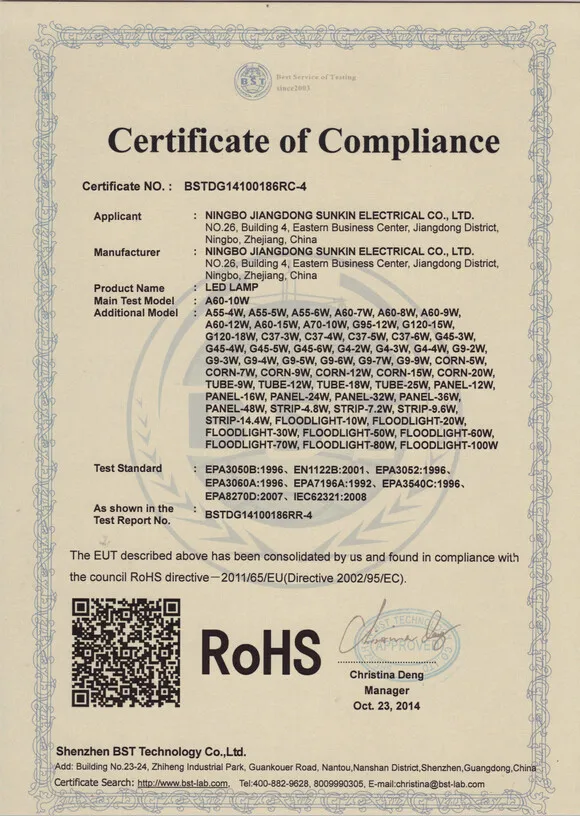 BST
Best Service of Testing
since2003
Certificate of Compliance
Certificate NO. : BSTDG14100186RC-4
Applicant : NINGBO JIANGDONG SUNKIN ELECTRICAL CO., LTD.
NO.26, Building 4, Eastern Business Center, Jiangdong District,
Ningbo, Zhejiang, China
Manufacturer : NINGBO JIANGDONG SUNKIN ELECTRICAL CO., LTD.
NO.26, Building 4, Eastern Business Center, Jiangdong District,
Ningbo, Zhejiang, China
Product Name : LED LAMP
Main Test Model : A60-10W
Additional Model : A55-4W, A55-5W, A55-6W, A60-7W, A60-8W, A60-9W,
A60-12W, A60-15W, A70-10W, G95-12W, G120-15W,
G120-18W, C37-3W, C37-4W, C37-5W, C37-6W, G45-3W,
G45-4W, G45-5W, G45-6W, G4-2W, G4-3W, G4-4W, G9-2W,
G9-3W, G9-4W, G9-5W, G9-6W, G9-7W, G9-9W, CORN-5W,
CORN-7W, CORN-9W, CORN-12W, CORN-15W, CORN-20W,
TUBE-9W, TUBE-12W, TUBE-18W, TUBE-25W, PANEL-12W,
PANEL-16W, PANEL-24W, PANEL-32W, PANEL-36W,
PANEL-48W, STRIP-4.8W, STRIP-7.2W, STRIP-9.6W,
STRIP-14.4W, FLOODLIGHT-10W, FLOODLIGHT-20W,
FLOODLIGHT-30W, FLOODLIGHT-50W, FLOODLIGHT-60W,
FLOODLIGHT-70W, FLOODLIGHT-80W, FLOODLIGHT-100W
Test Standard : EPA3050B:1996、EN1122B:2001、EPA3052:1996、
EPA3060A:1996、EPA7196A:1992、EPA3540C:1996、
EPA8270D:2007、IEC62321:2008
As shown in the
Test Report No. : BSTDG14100186RR-4
The EUT described above has been consolidated by us and found in compliance with
the council RoHS directive－2011/65/EU(Directive 2002/95/EC).
RoHS
BST TECHNOLOGY
APPROVED
Christina Deng
Manager
Oct. 23, 2014
Shenzhen BST Technology Co.,Ltd.
Add: Building No.23-24, Zhiheng Industrial Park, Guankouer Road, Nantou,Nanshan District,Shenzhen,Guangdong,China
Certificate Search: http://www.bst-lab.com, Tel:400-882-9628, 8009990305, E-mail:christina@bst-lab.com